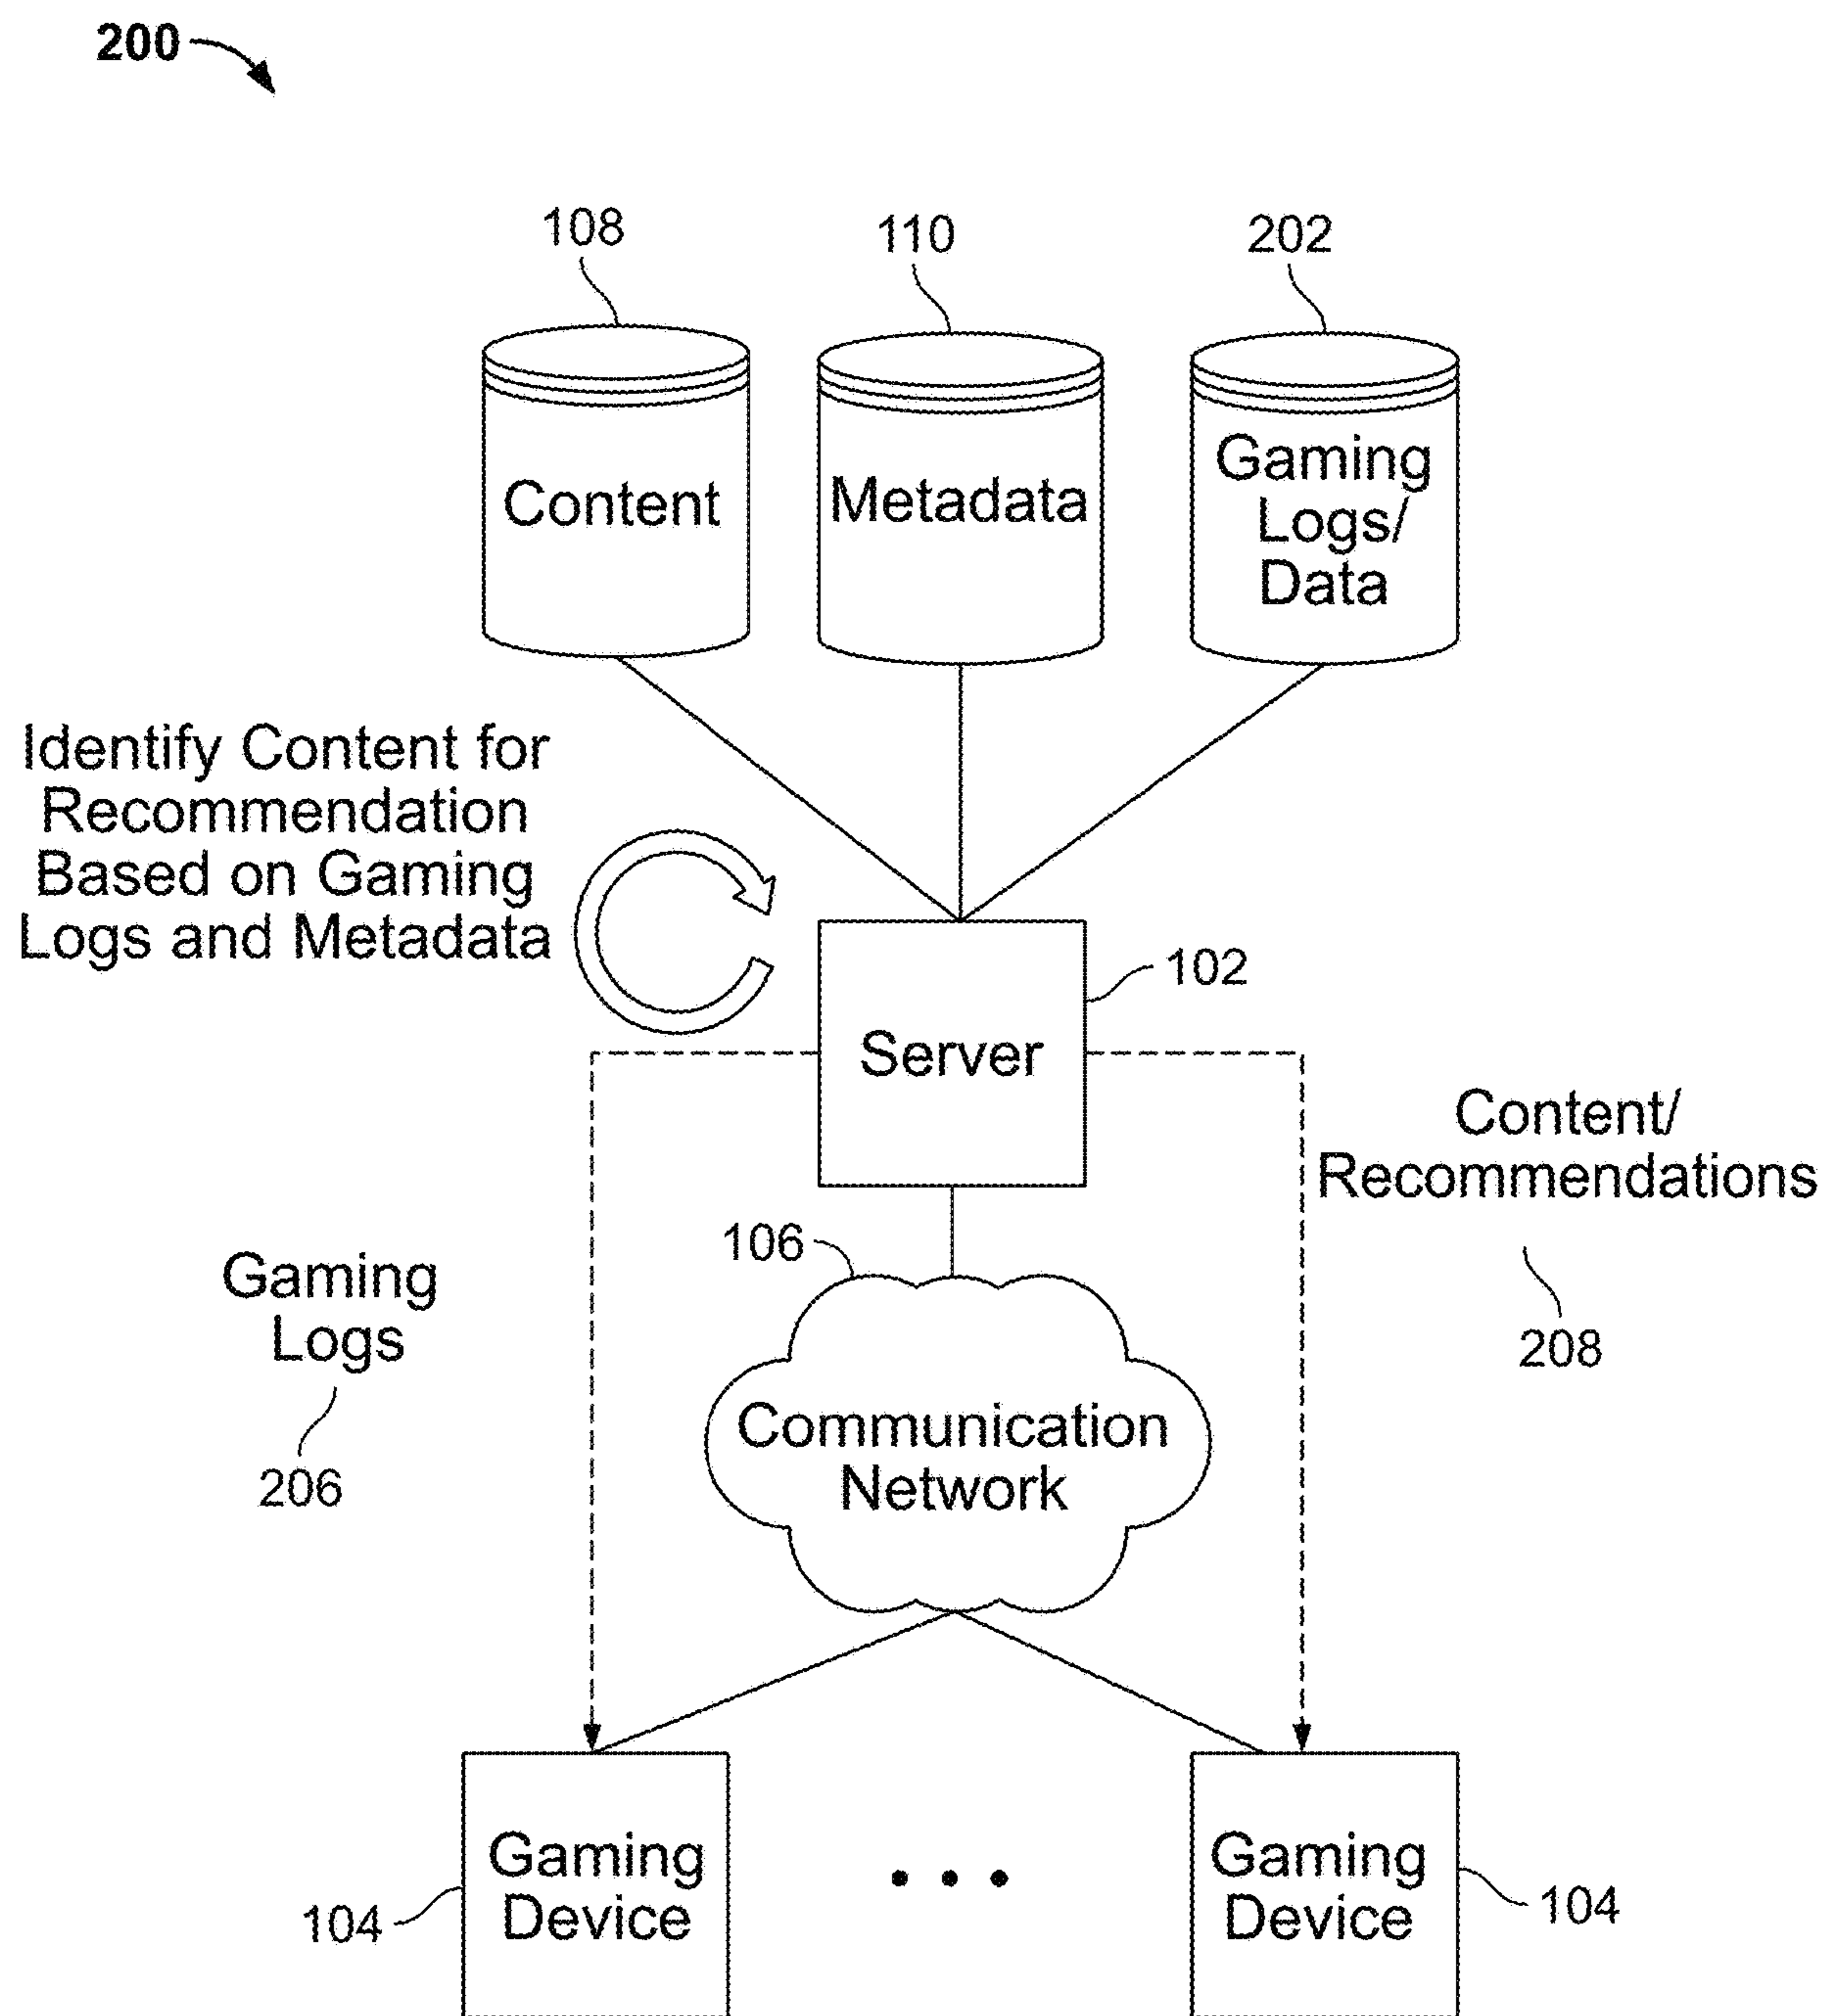 200
108
110
202
Content
Metadata
Gaming
Logs/
Data
Identify Content for
Recommendation
Based on Gaming
Logs and Metadata
102
Server
Content/
Recommendations
208
106
Gaming
Logs
206
Communication
Network
Gaming
Device
104
Gaming
Device
104